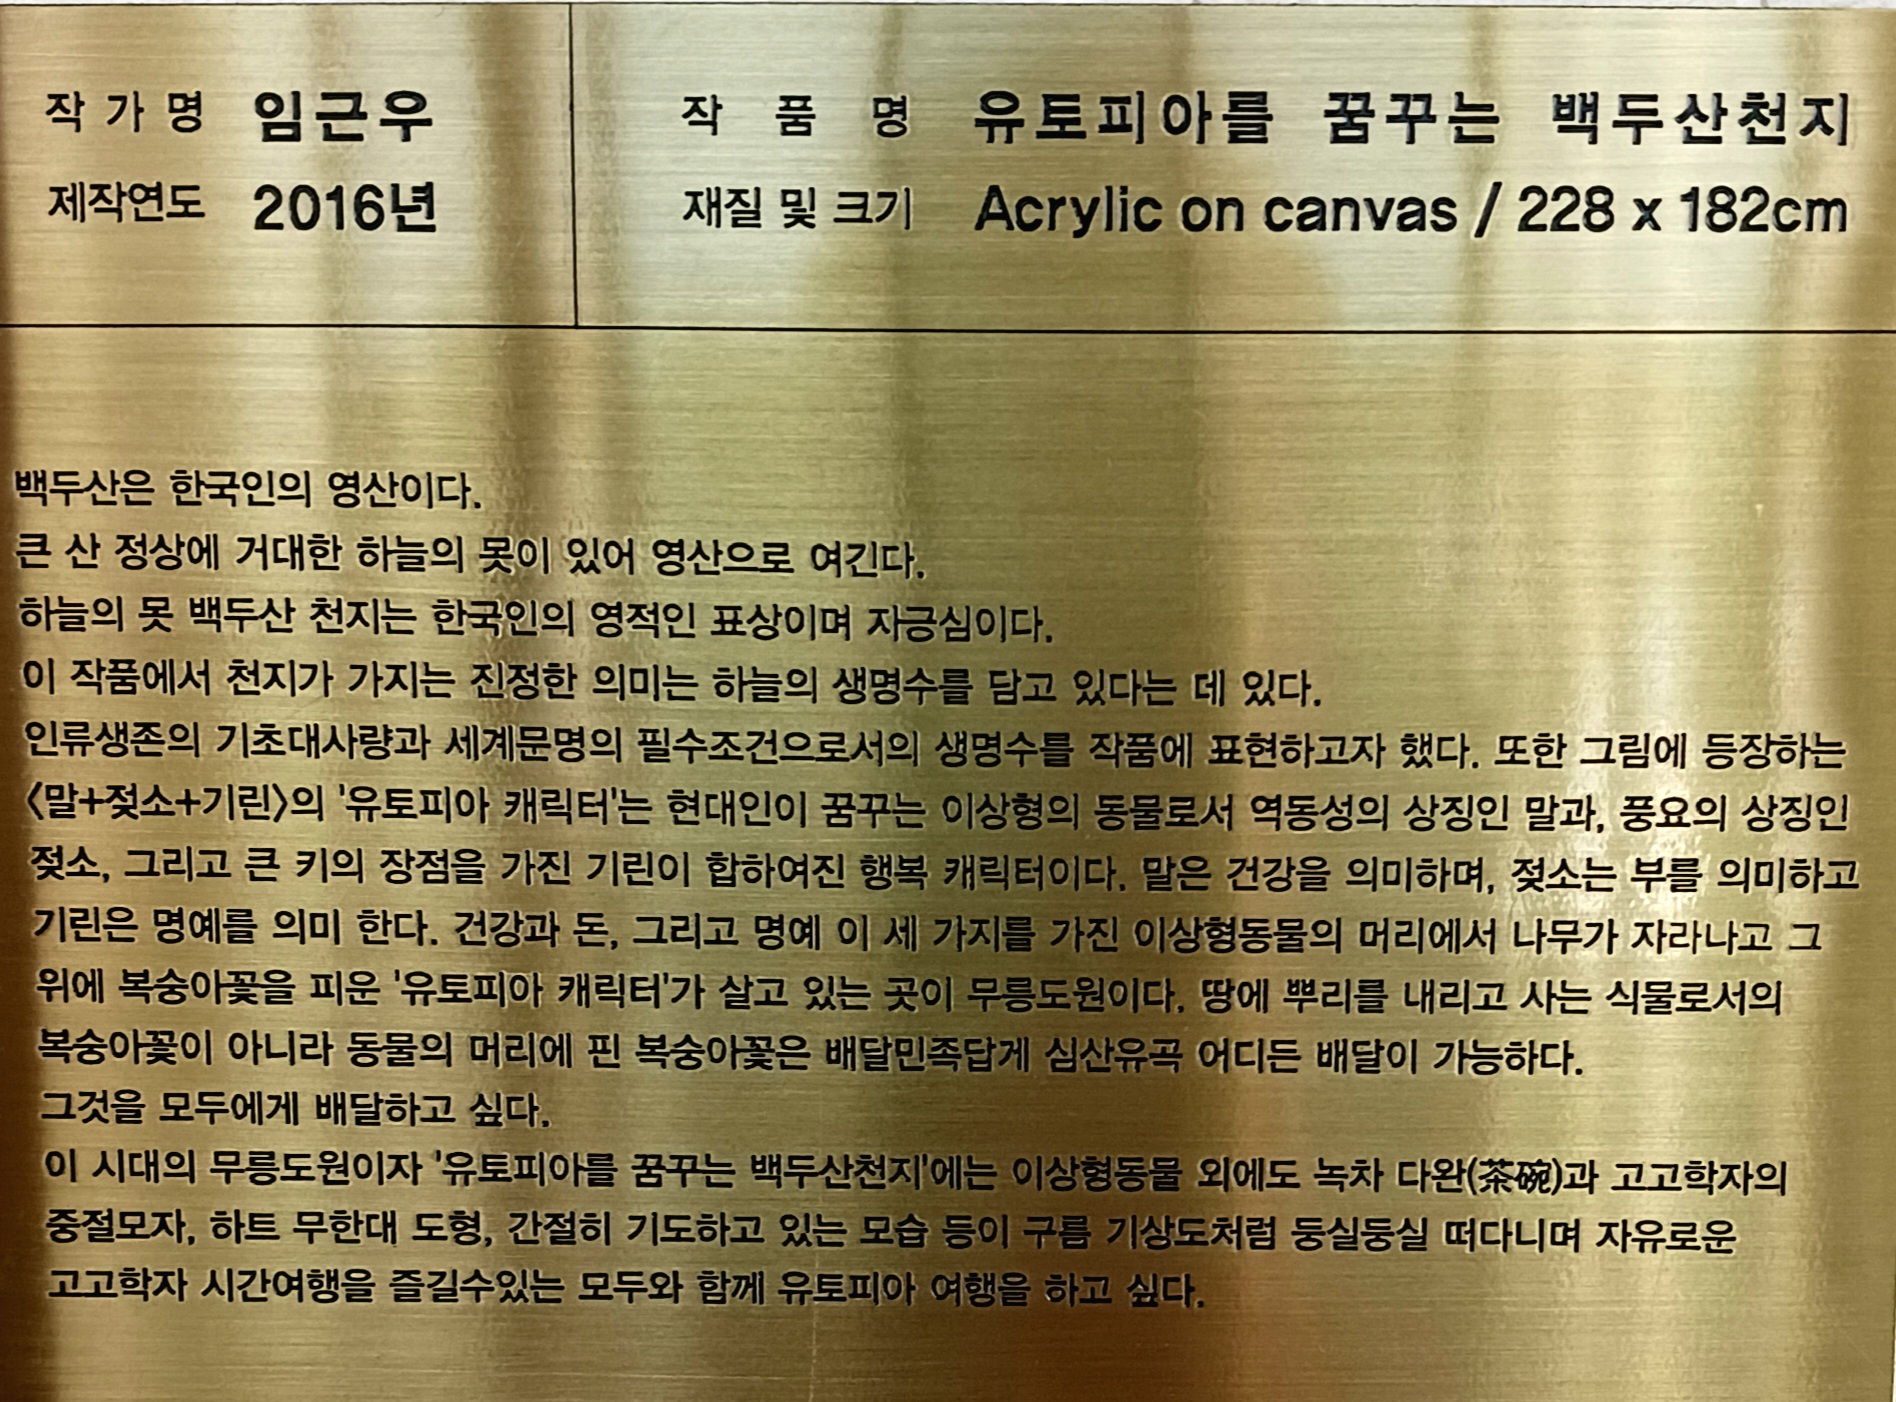 작가명 임근우
제작연도 2016년
작품명 유토피아를 꿈꾸는 백두산천지
재질 및 크기 Acrylic on canvas / 228 x 182cm
백두산은 한국인의 영산이다.
큰 산 정상에 거대한 하늘의 못이 있어 영산으로 여긴다.
하늘의 못 백두산 천지는 한국인의 영적인 표상이며 자긍심이다.
이 작품에서 천지가 가지는 진정한 의미는 하늘의 생명수를 담고 있다는 데 있다.
인류생존의 기초대사량과 세계문명의 필수조건으로서의 생명수를 작품에 표현하고자 했다. 또한 그림에 등장하는
<말+젖소+기린>의 '유토피아 캐릭터'는 현대인이 꿈꾸는 이상형의 동물로서 역동성의 상징인 말과, 풍요의 상징인
젖소, 그리고 큰 키의 장점을 가진 기린이 합하여진 행복 캐릭터이다. 말은 건강을 의미하며, 젖소는 부를 의미하고
기린은 명예를 의미 한다. 건강과 돈, 그리고 명예 이 세 가지를 가진 이상형동물의 머리에서 나무가 자라나고 그
위에 복숭아꽃을 피운 '유토피아 캐릭터'가 살고 있는 곳이 무릉도원이다. 땅에 뿌리를 내리고 사는 식물로서의
복숭아꽃이 아니라 동물의 머리에 핀 복숭아꽃은 배달민족답게 심산유곡 어디든 배달이 가능하다.
그것을 모두에게 배달하고 싶다.
이 시대의 무릉도원이자 '유토피아를 꿈꾸는 백두산천지'에는 이상형동물 외에도 녹차 다완(茶碗)과 고고학자의
중절모자, 하트 무한대 도형, 간절히 기도하고 있는 모습 등이 구름 기상도처럼 둥실둥실 떠다니며 자유로운
고고학자 시간여행을 즐길수있는 모두와 함께 유토피아 여행을 하고 싶다.